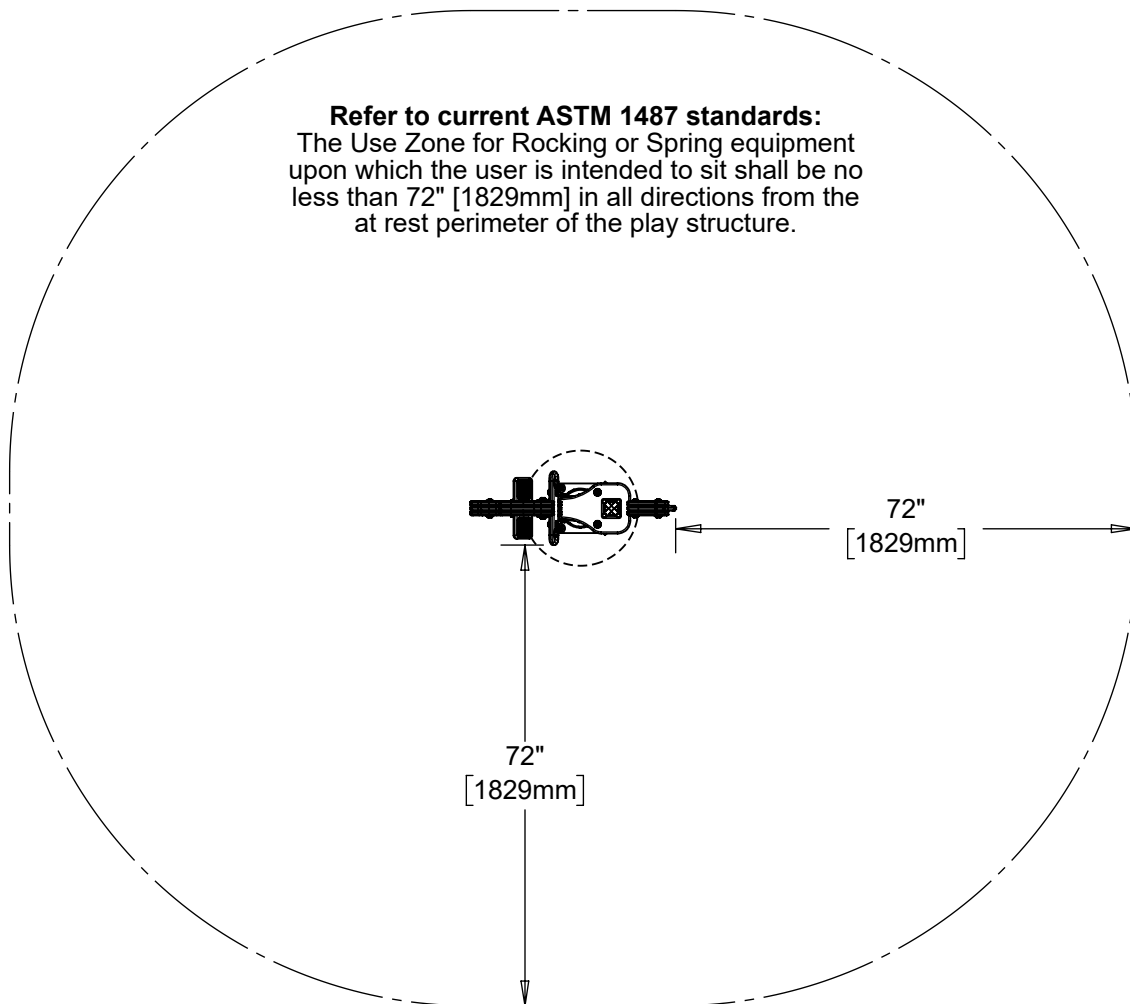 Refer to current ASTM 1487 standards:
The Use Zone for Rocking or Spring equipment
upon which the user is intended to sit shall be no
less than 72" [1829mm] in all directions from the
at rest perimeter of the play structure.
72"
[1829mm]
72"
[1829mm]